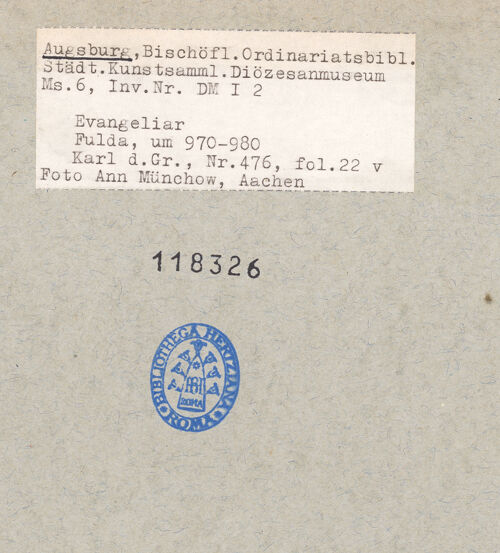 Augsburg,Bischöfl.Ordinariatsbibl.
Städt.Kunstsamml.Diözesanmuseum
Ms.6, Inv.Nr. DM I 2
Evangeliar
Fulda, um 970-980
Karl d.Gr., Nr.476, fol.22 v
Foto Ann Münchow, Aachen
118326
BIBLIOTHECA HERTZIANA
ROMA
ROMA